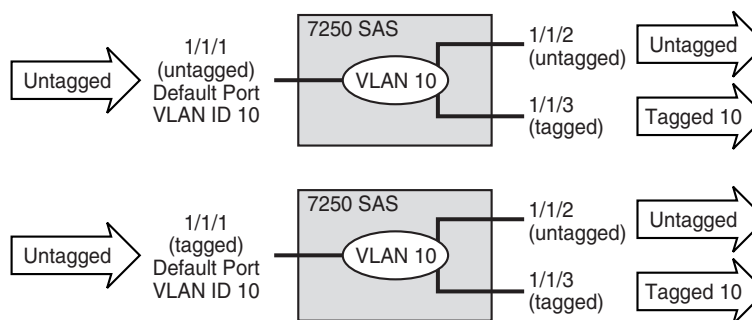 7250 SAS
Untagged
1/1/1
(untagged)
Default Port
VLAN ID 10
VLAN 10
1/1/2
(untagged)
Untagged
1/1/3
(tagged)
Tagged 10
7250 SAS
Untagged
1/1/1
(tagged)
Default Port
VLAN ID 10
VLAN 10
1/1/2
(untagged)
Untagged
1/1/3
(tagged)
Tagged 10